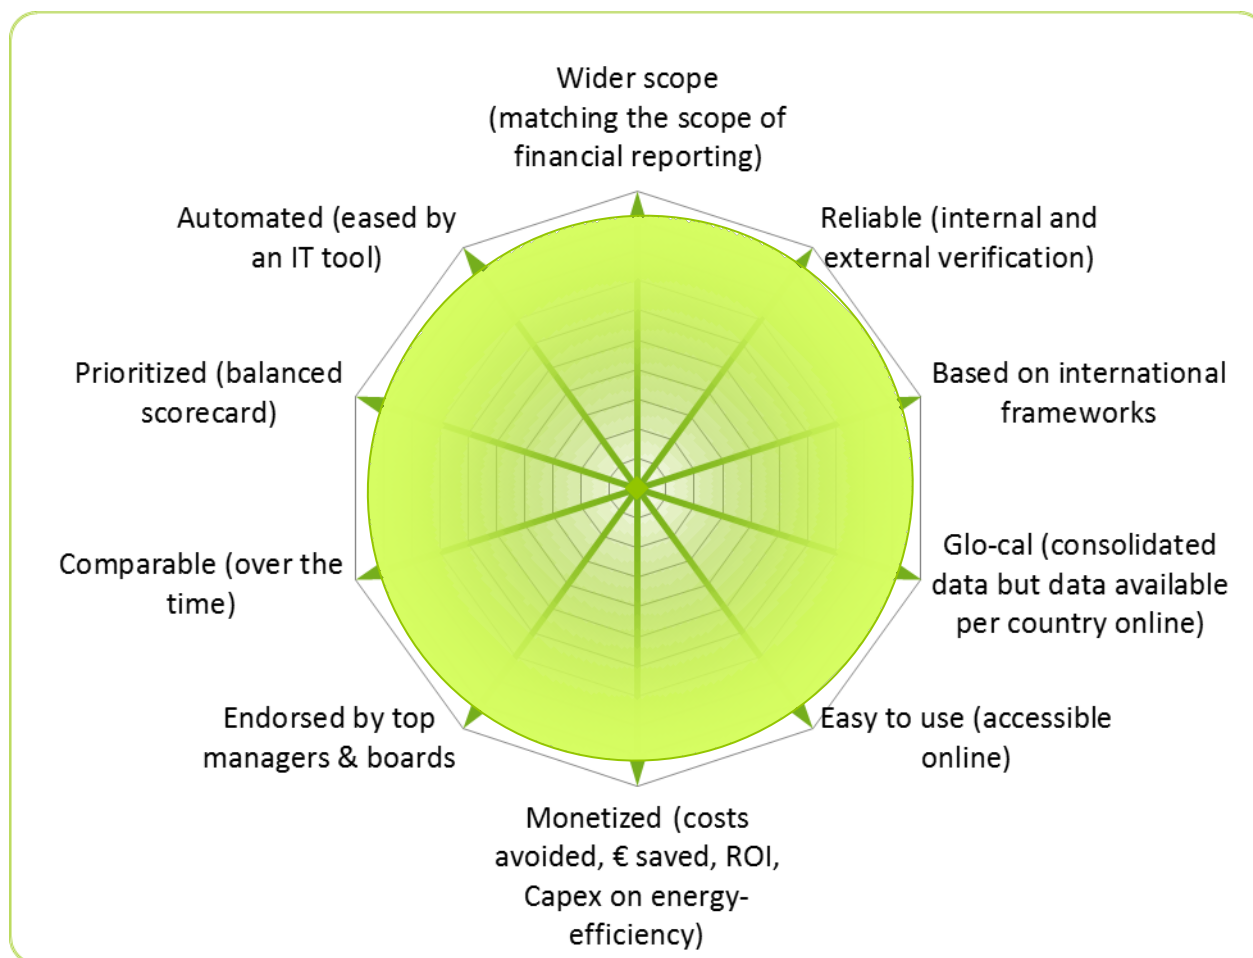 Wider scope
(matching the scope of
financial reporting)
Reliable (internal and
external verification)
Based on international
frameworks
Glo-cal (consolidated
data but data available
per country online)
Easy to use (accessible
online)
Monetized (costs
avoided, € saved, ROI,
Capex on energy-
efficiency)
Endorsed by top
managers & boards
Comparable (over the
time)
Prioritized (balanced
scorecard)
Automated (eased by
an IT tool)